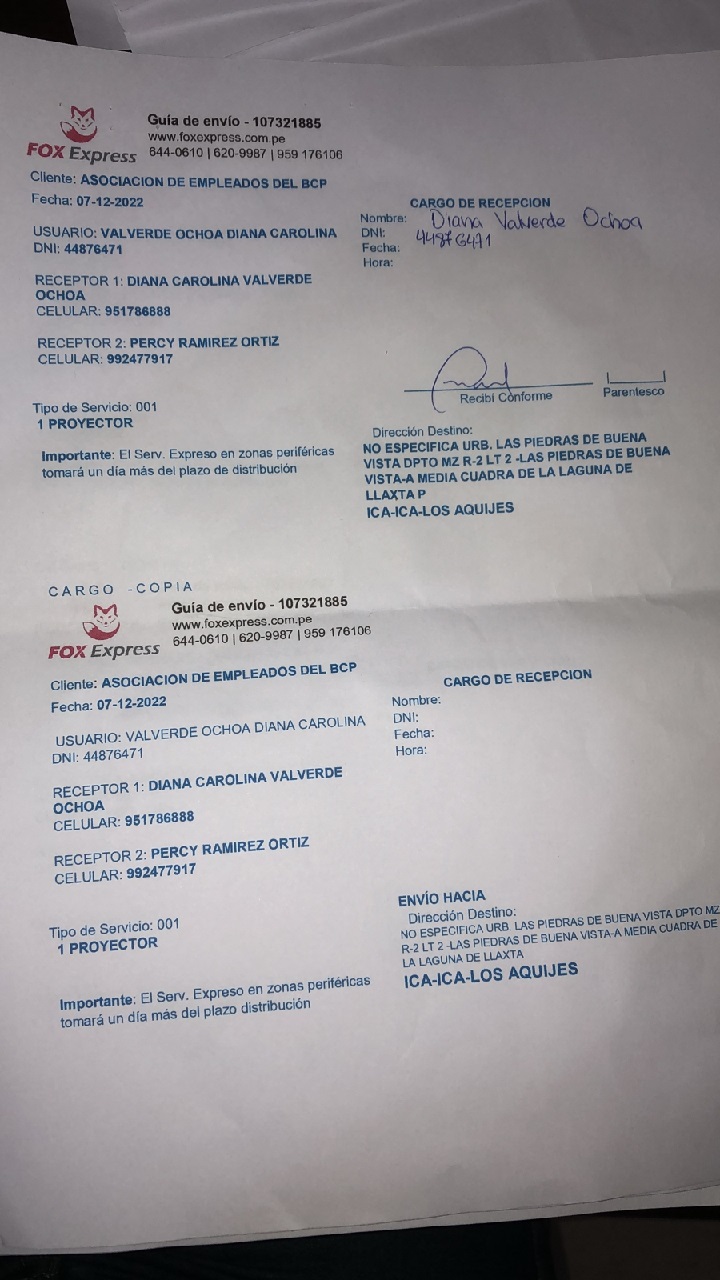 FOX Express
Guía de envío - 107321885
www.foxexpress.com.pe
644-0610 | 620-9987 | 959 176106
Cliente: ASOCIACION DE EMPLEADOS DEL BCP
Fecha: 07-12-2022
USUARIO: VALVERDE OCHOA DIANA CAROLINA
DNI: 44876471
RECEPTOR 1: DIANA CAROLINA VALVERDE
OCHOA
CELULAR: 951786888
RECEPTOR 2: PERCY RAMIREZ ORTIZ
CELULAR: 992477917
Tipo de Servicio: 001
1 PROYECTOR
Importante: El Serv. Expreso en zonas periféricas
tomará un día más del plazo de distribución
CARGO DE RECEPCION
Nombre: Diana Valverde Ochoa
DNI: 44876471
Fecha:
Hora:
Recibí Conforme
Parentesco
Dirección Destino:
NO ESPECIFICA URB. LAS PIEDRAS DE BUENA
VISTA DPTO MZ R-2 LT 2 -LAS PIEDRAS DE BUENA
VISTA-A MEDIA CUADRA DE LA LAGUNA DE
LLAXTA P
ICA-ICA-LOS AQUIJES
CARGO -COPIA
FOX Express
Guía de envío - 107321885
www.foxexpress.com.pe
644-0610 | 620-9987 | 959 176106
Cliente: ASOCIACION DE EMPLEADOS DEL BCP
Fecha: 07-12-2022
USUARIO: VALVERDE OCHOA DIANA CAROLINA
DNI: 44876471
RECEPTOR 1: DIANA CAROLINA VALVERDE
OCHOA
CELULAR: 951786888
RECEPTOR 2: PERCY RAMIREZ ORTIZ
CELULAR: 992477917
Tipo de Servicio: 001
1 PROYECTOR
Importante: El Serv. Expreso en zonas periféricas
tomará un día más del plazo distribución
CARGO DE RECEPCION
Nombre:
DNI:
Fecha:
Hora:
ENVÍO HACIA
Dirección Destino:
NO ESPECIFICA URB. LAS PIEDRAS DE BUENA VISTA DPTO MZ
R-2 LT 2 -LAS PIEDRAS DE BUENA VISTA-A MEDIA CUADRA DE
LA LAGUNA DE LLAXTA
ICA-ICA-LOS AQUIJES